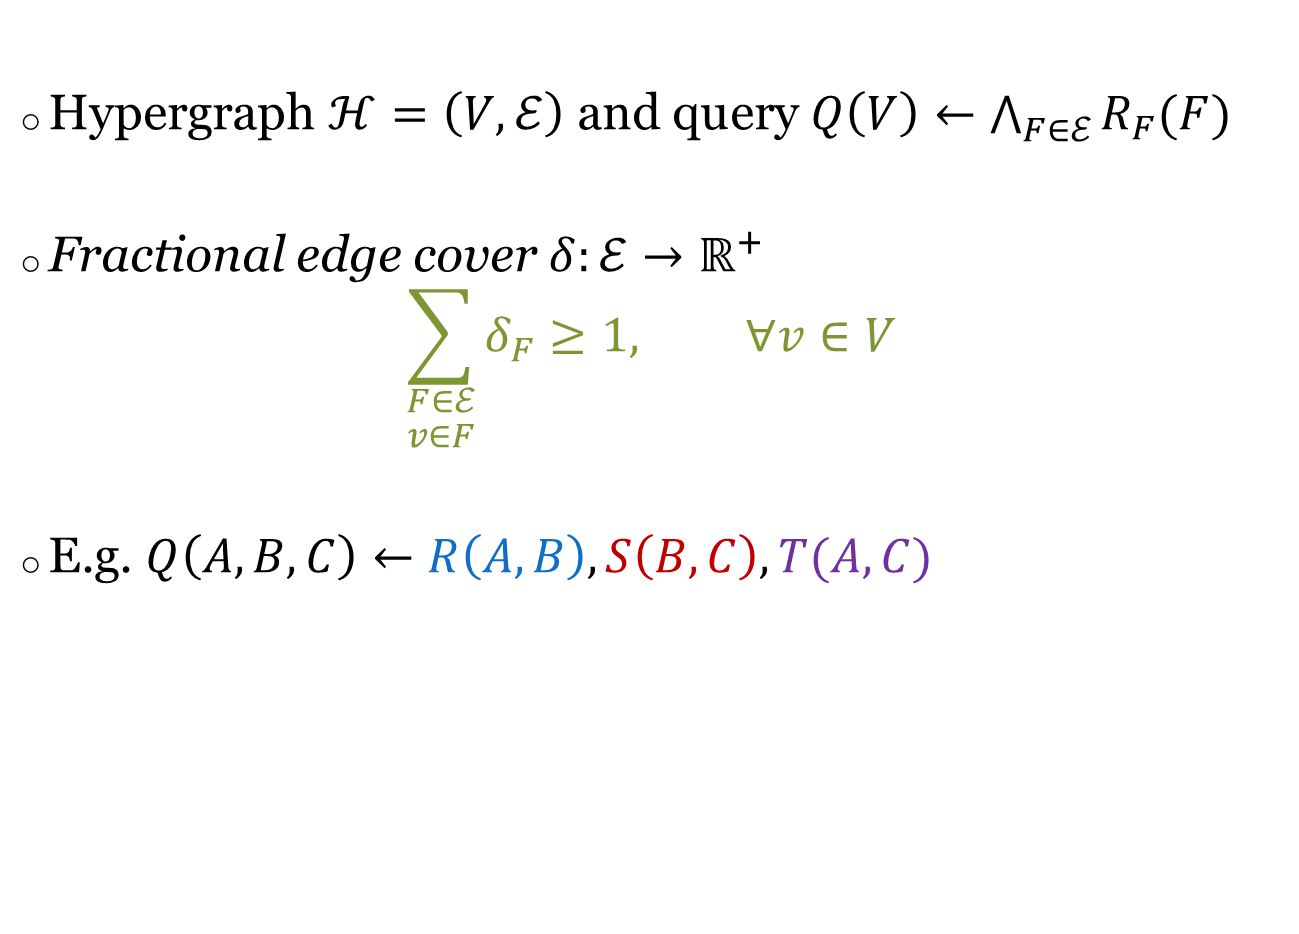 ○ Hypergraph ℋ = (V, ℰ) and query Q(V) ← ⋀_{F∈ℰ} R_F(F)
○ Fractional edge cover δ: ℰ → ℝ⁺
∑ δ_F ≥ 1, ∀v ∈ V
F∈ℰ
v∈F
○ E.g. Q(A, B, C) ← R(A, B), S(B, C), T(A, C)